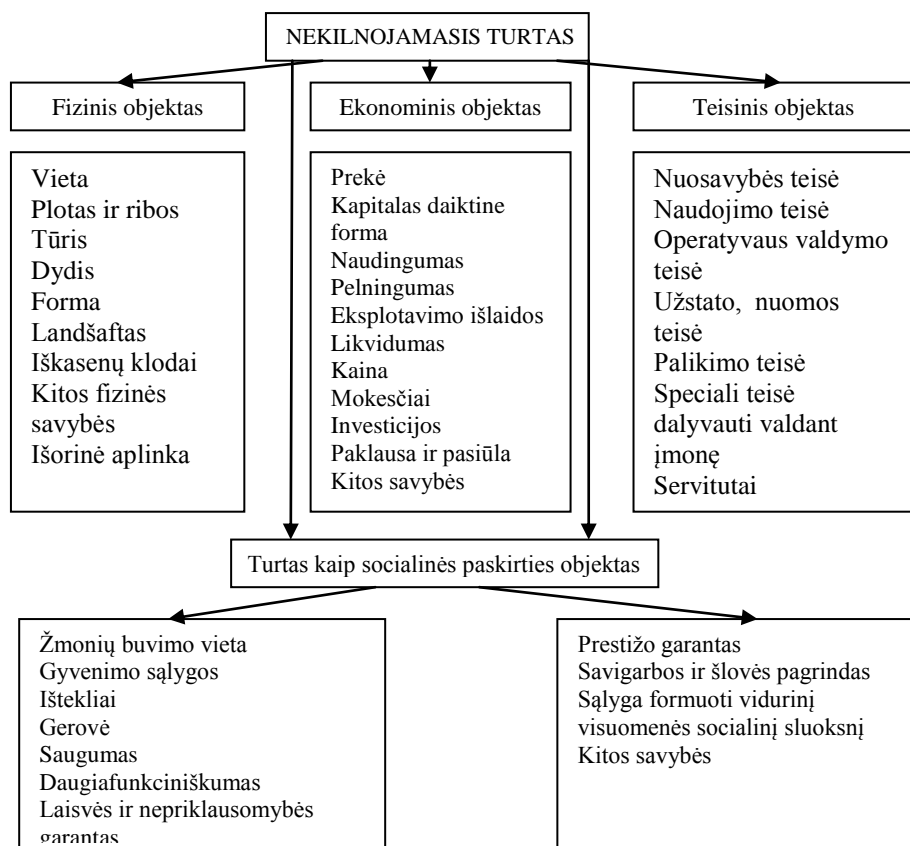 NEKILNOJAMASIS TURTAS
Fizinis objektas
Ekonominis objektas
Teisinis objektas
Vieta
Plotas ir ribos
Tūris
Dydis
Forma
Landšaftas
Iškasenų klodai
Kitos fizinės
savybės
Išorinė aplinka
Prekė
Kapitalas daiktine
forma
Naudingumas
Pelningumas
Eksplotavimo išlaidos
Likvidumas
Kaina
Mokesčiai
Investicijos
Paklausa ir pasiūla
Kitos savybės
Nuosavybės teisė
Naudojimo teisė
Operatyvaus valdymo
teisė
Užstato, nuomos
teisė
Palikimo teisė
Speciali teisė
dalyvauti valdant
įmonę
Servitutai
Turtas kaip socialinės paskirties objektas
Žmonių buvimo vieta
Gyvenimo sąlygos
Ištekliai
Gerovė
Saugumas
Daugiafunkciniškumas
Laisvės ir nepriklausomybės
garantas
Prestižo garantas
Savigarbos ir šlovės pagrindas
Sąlyga formuoti vidurinį
visuomenės socialinį sluoksnį
Kitos savybės